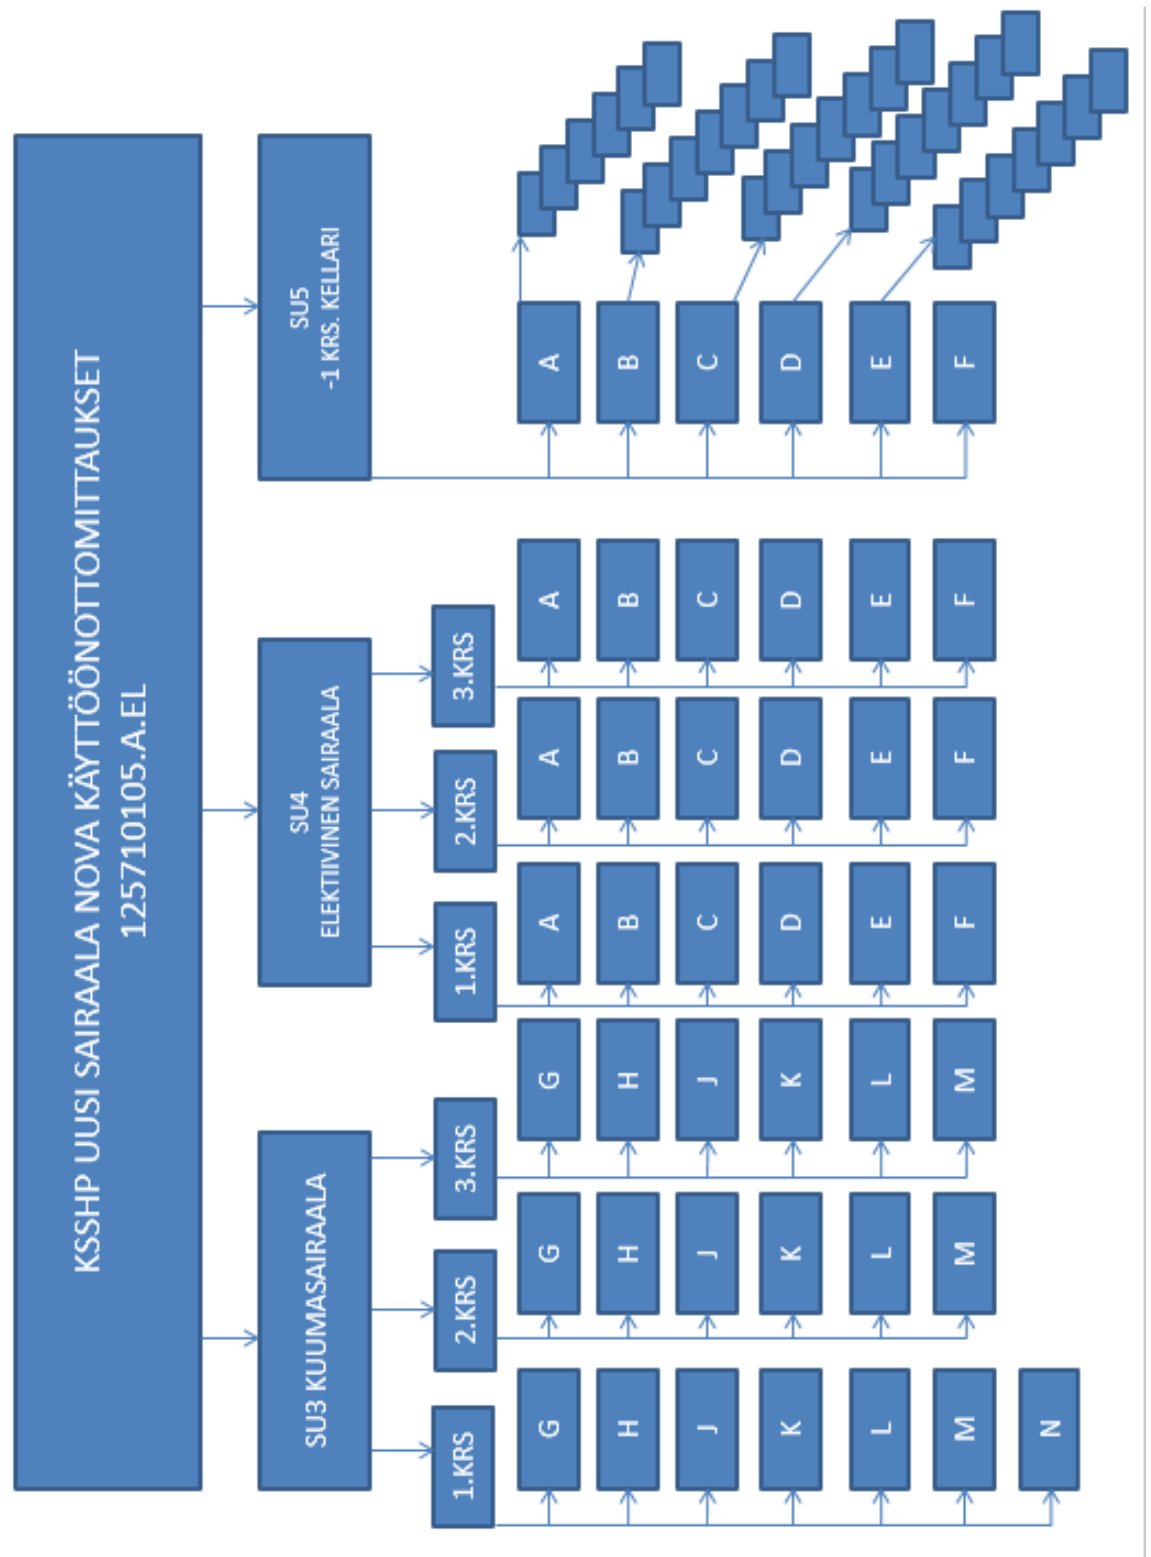 KSSHP UUSI SAIRAALA NOVA KÄYTTÖÖNOTTOMITTAUKSET
125710105.A.EL
SU3 KUUMASAIRAALA
1.KRS
G
H
J
K
L
M
N
2.KRS
G
H
J
K
L
M
3.KRS
G
H
J
K
L
M
SU4
ELEKTIIVINEN SAIRAALA
1.KRS
A
B
C
D
E
F
2.KRS
A
B
C
D
E
F
3.KRS
A
B
C
D
E
F
SU5
-1 KRS. KELLARI
A
B
C
D
E
F